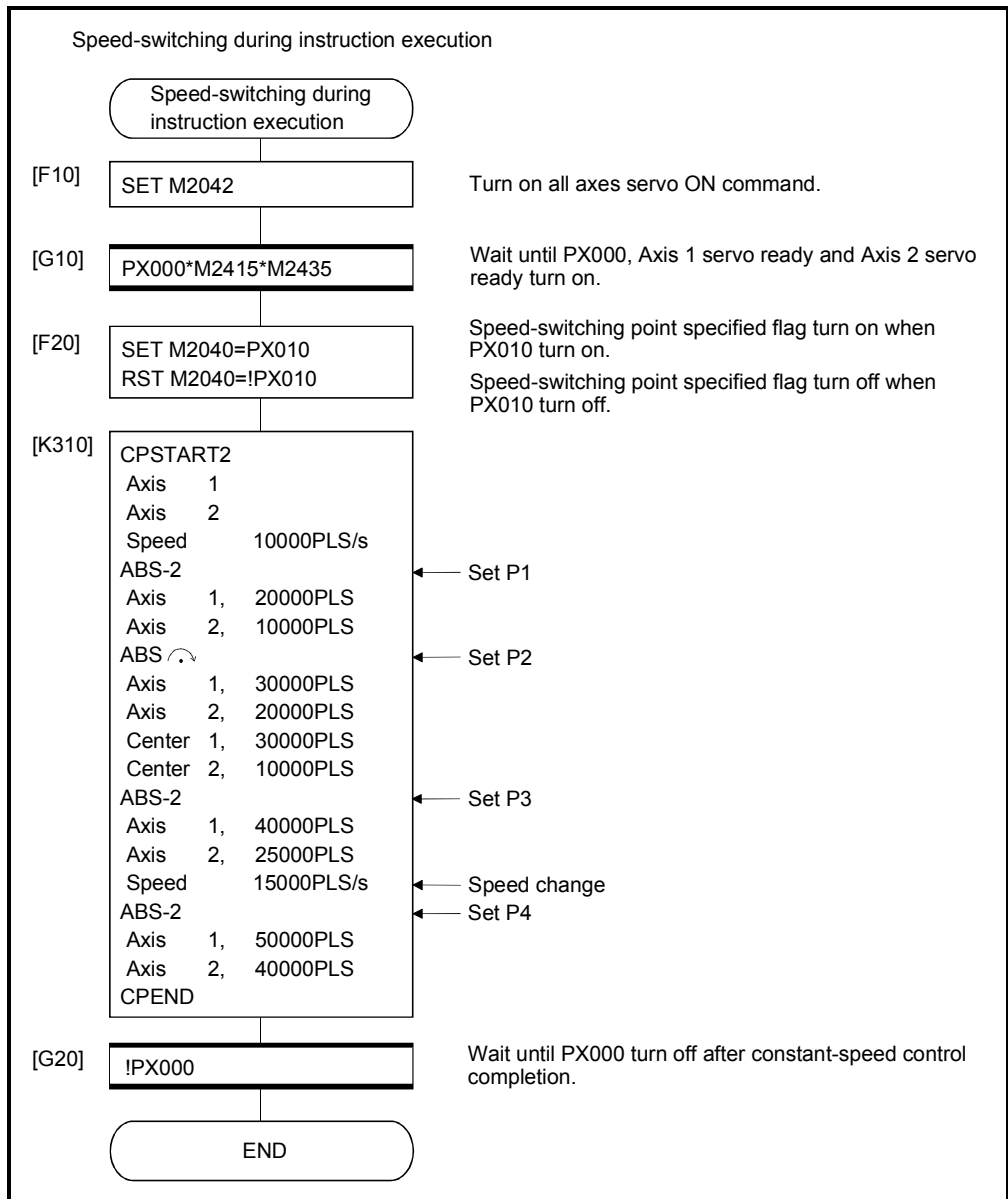 Speed-switching during instruction execution
Speed-switching during
instruction execution
[F10]
SET M2042
Turn on all axes servo ON command.
[G10]
PX000*M2415*M2435
Wait until PX000, Axis 1 servo ready and Axis 2 servo
ready turn on.
[F20]
SET M2040=PX010
RST M2040=!PX010
Speed-switching point specified flag turn on when
PX010 turn on.
Speed-switching point specified flag turn off when
PX010 turn off.
[K310]
CPSTART2
Axis 1
Axis 2
Speed 10000PLS/s
ABS-2 Set P1
Axis 1, 20000PLS
Axis 2, 10000PLS
ABS Set P2
Axis 1, 30000PLS
Axis 2, 20000PLS
Center 1, 30000PLS
Center 2, 10000PLS
ABS-2 Set P3
Axis 1, 40000PLS
Axis 2, 25000PLS
Speed 15000PLS/s Speed change
ABS-2 Set P4
Axis 1, 50000PLS
Axis 2, 40000PLS
CPEND
[G20]
!PX000
Wait until PX000 turn off after constant-speed control
completion.
END